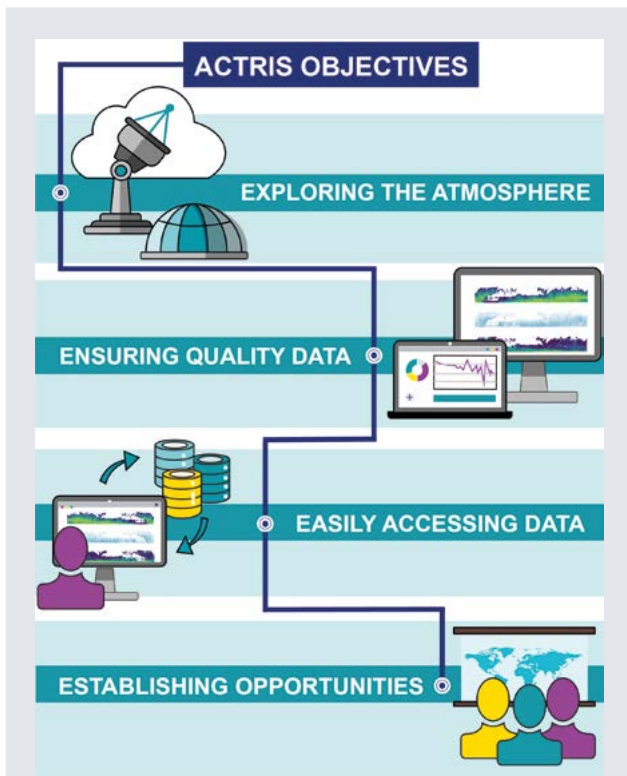 ACTRIS OBJECTIVES
EXPLORING THE ATMOSPHERE
ENSURING QUALITY DATA
EASILY ACCESSING DATA
ESTABLISHING OPPORTUNITIES